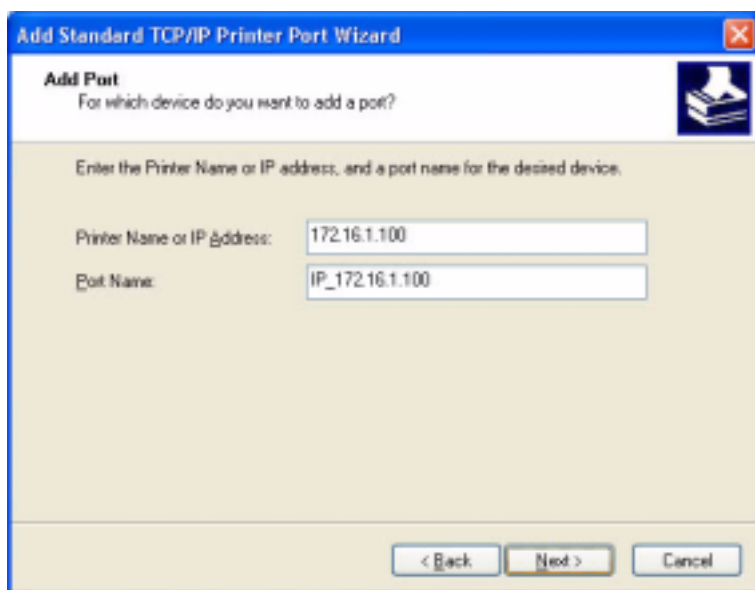 Add Standard TCP/IP Printer Port Wizard
Add Port
For which device do you want to add a port?
Enter the Printer Name or IP address, and a port name for the desired device.
Printer Name or IP Address: 172.16.1.100
Port Name: IP_172.16.1.100
< Back Next > Cancel